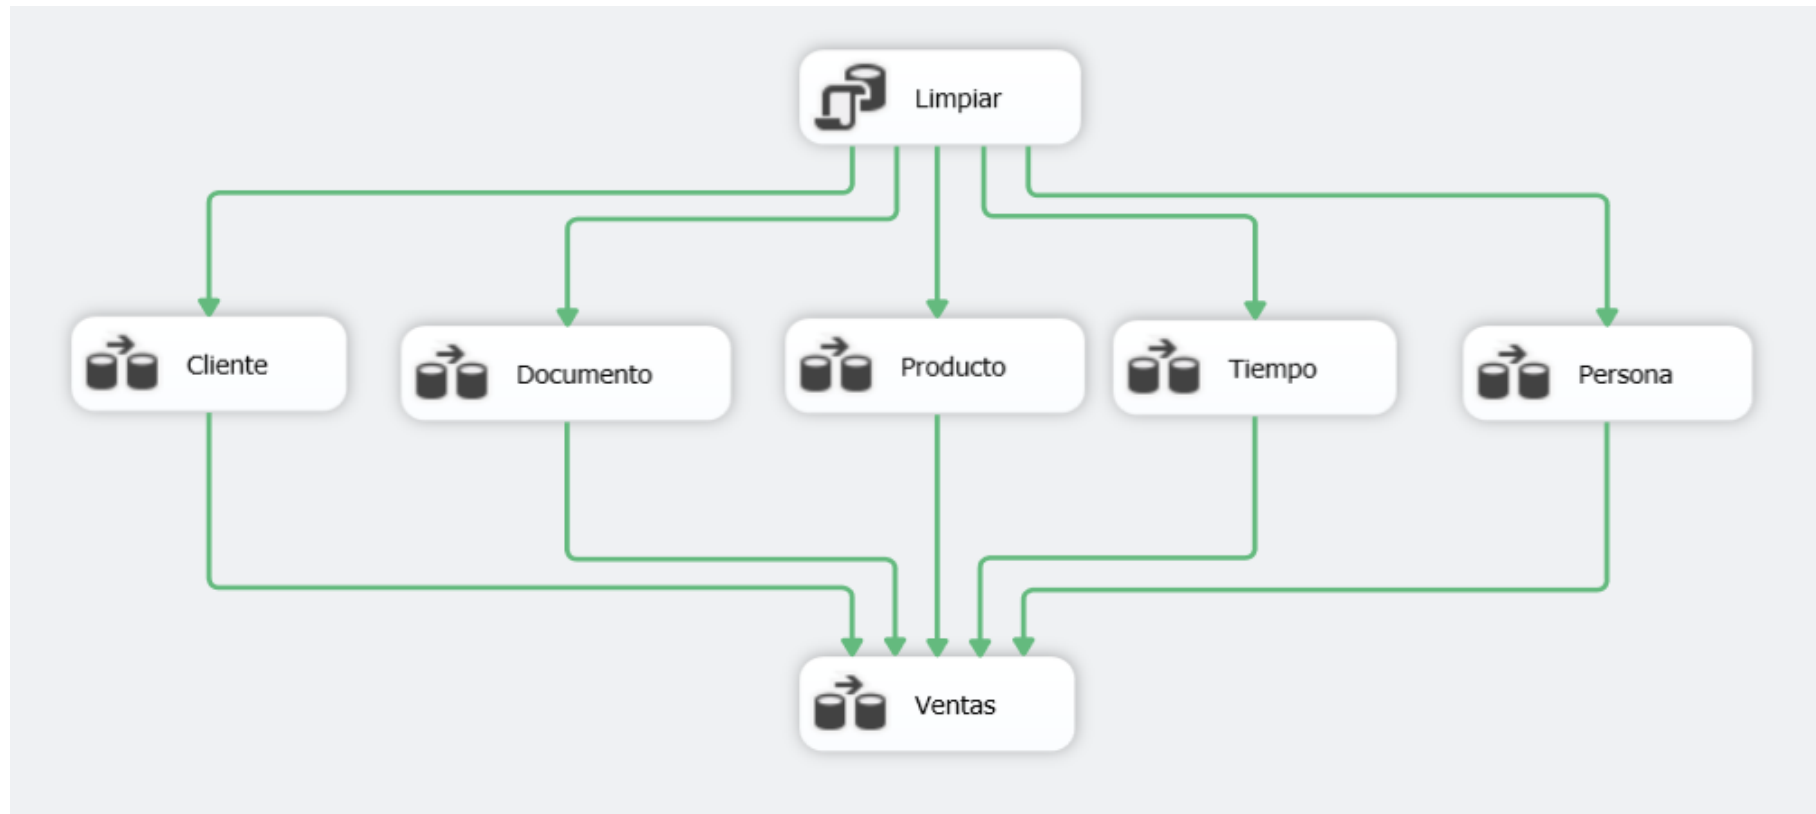 Limpiar
Cliente
Documento
Producto
Tiempo
Persona
Ventas